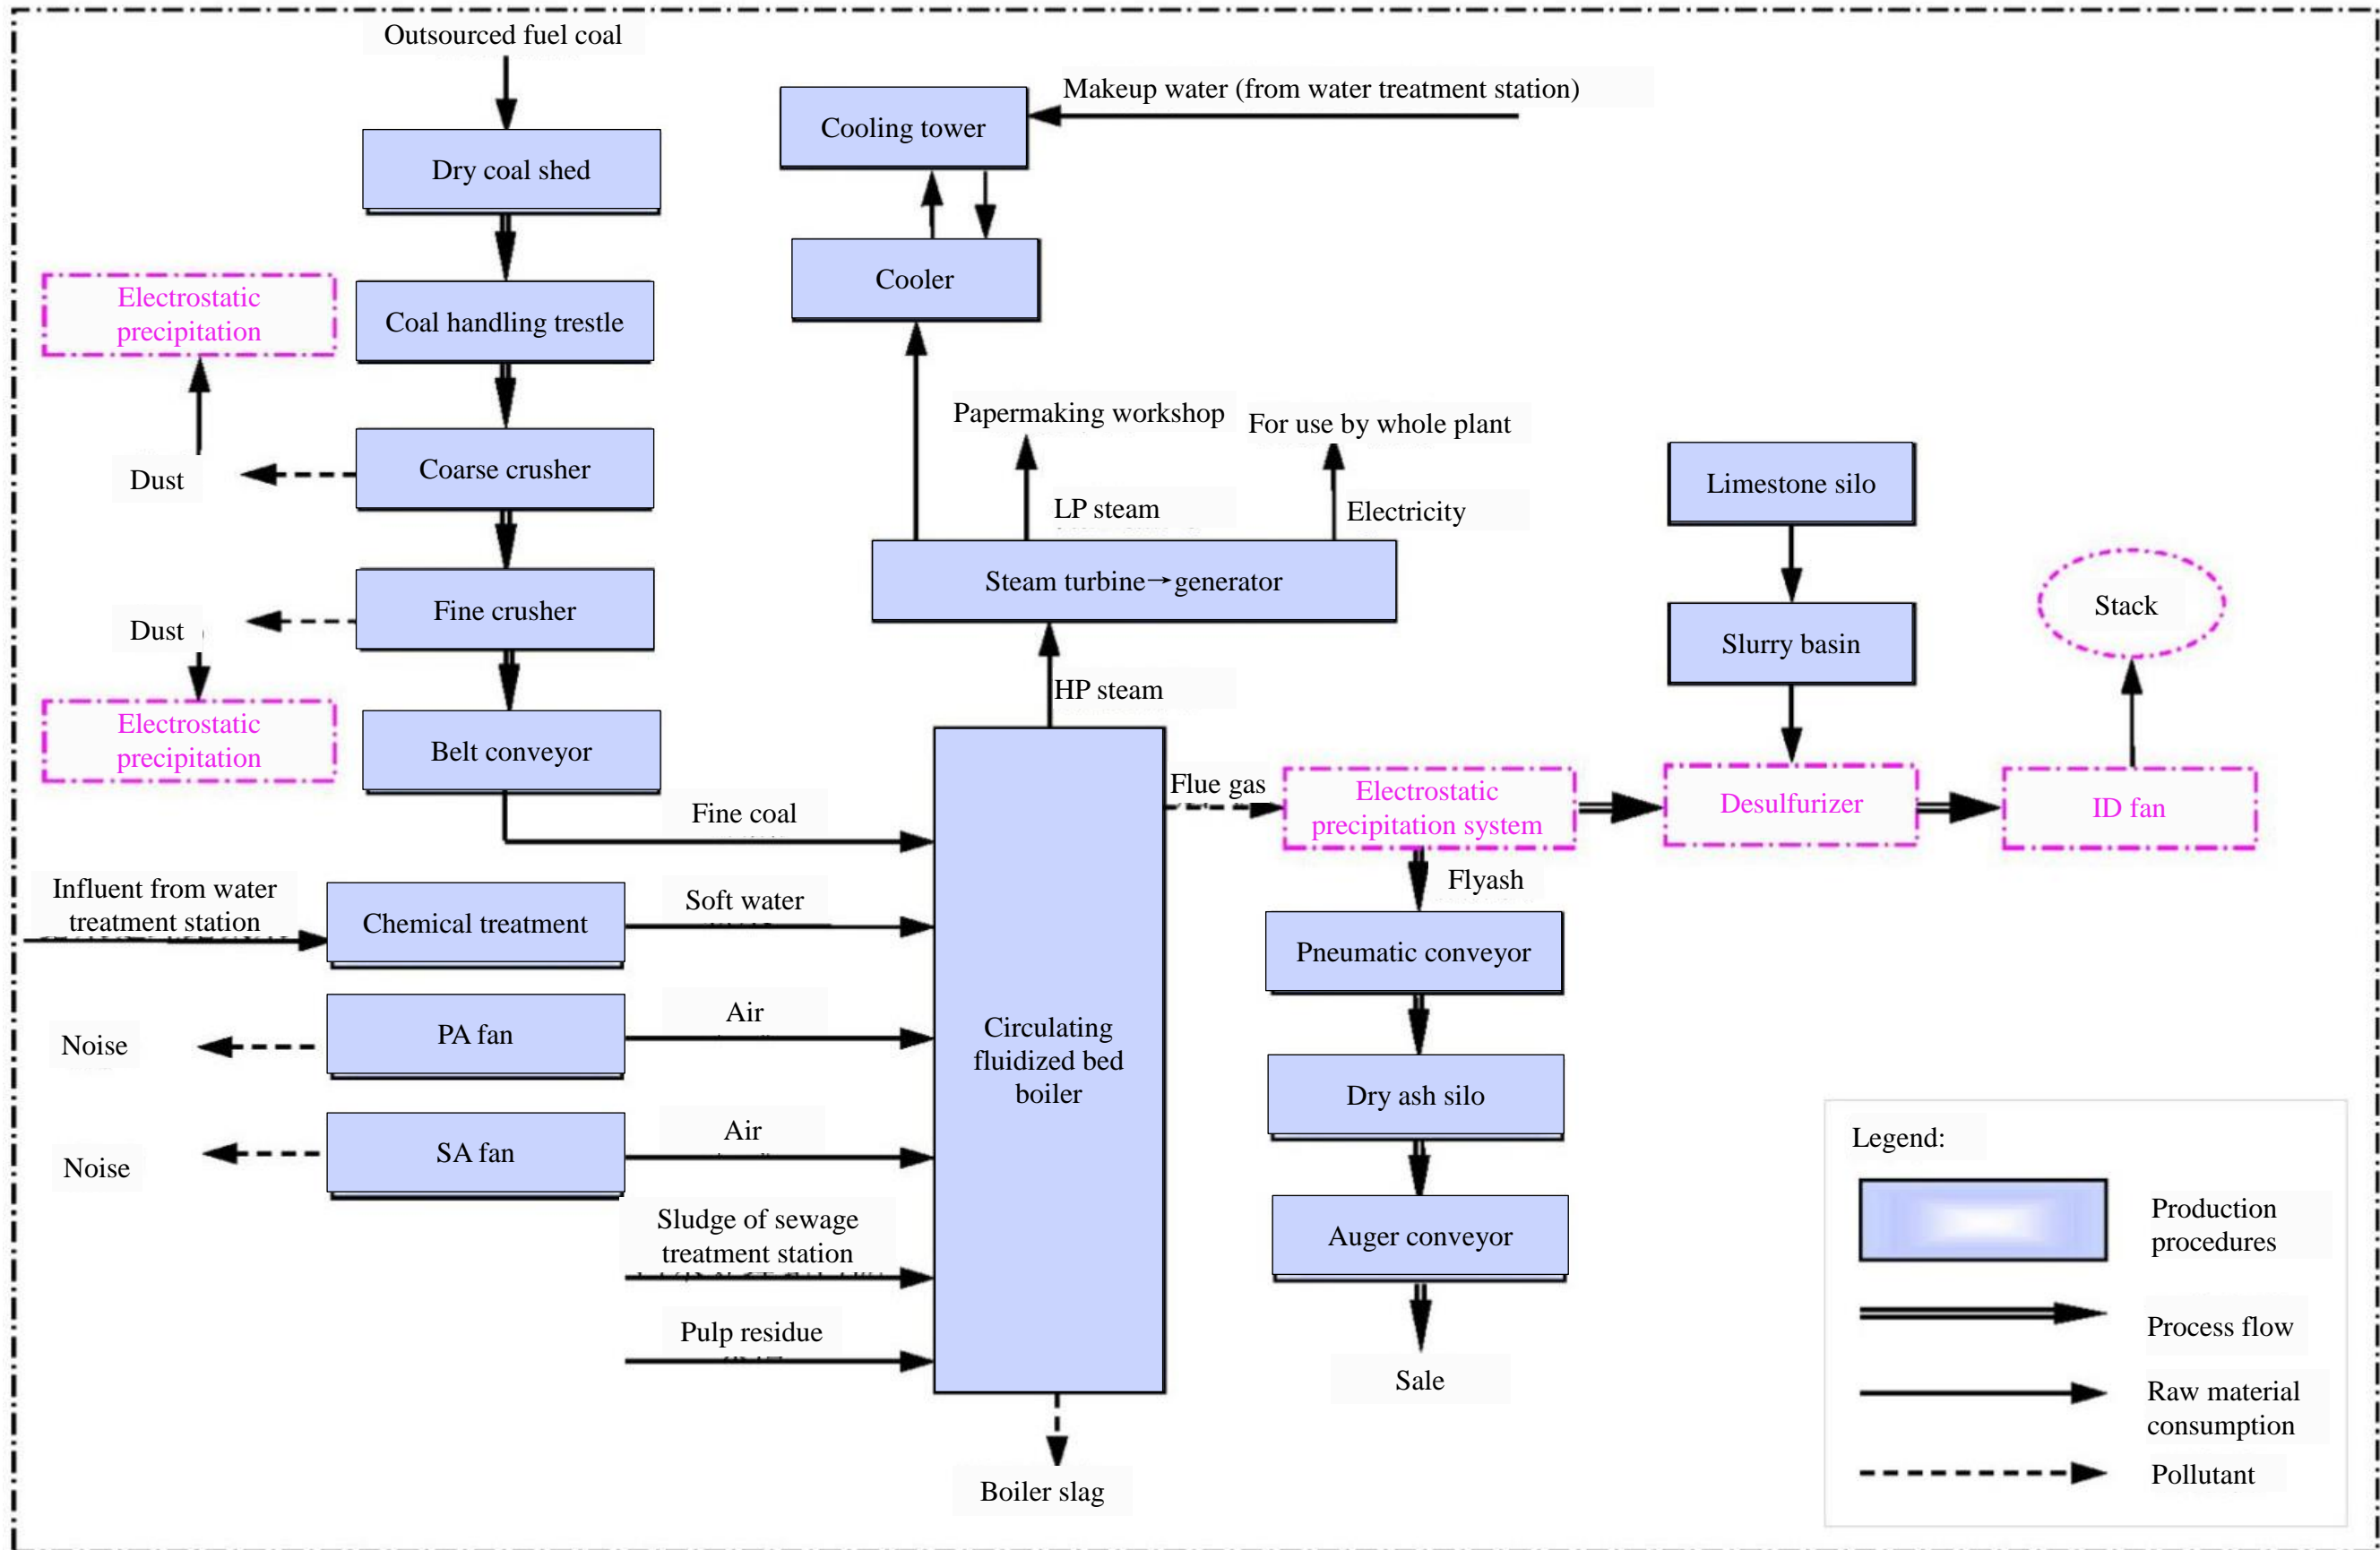 Outsourced fuel coal
Makeup water (from water treatment station)
Cooling tower
Dry coal shed
Cooler
Electrostatic
precipitation
Coal handling trestle
Papermaking workshop
For use by whole plant
Coarse crusher
Dust
Limestone silo
LP steam
Electricity
Steam turbine→generator
Fine crusher
Dust
Stack
Slurry basin
HP steam
Electrostatic
precipitation
Belt conveyor
Flue gas
Electrostatic
precipitation system
Desulfurizer
ID fan
Fine coal
Flyash
Influent from water
treatment station
Chemical treatment
Soft water
Pneumatic conveyor
Noise
PA fan
Air
Circulating
fluidized bed
boiler
Dry ash silo
Noise
SA fan
Air
Sludge of sewage
treatment station
Auger conveyor
Pulp residue
Sale
Boiler slag
Legend:
Production
procedures
Process flow
Raw material
consumption
Pollutant